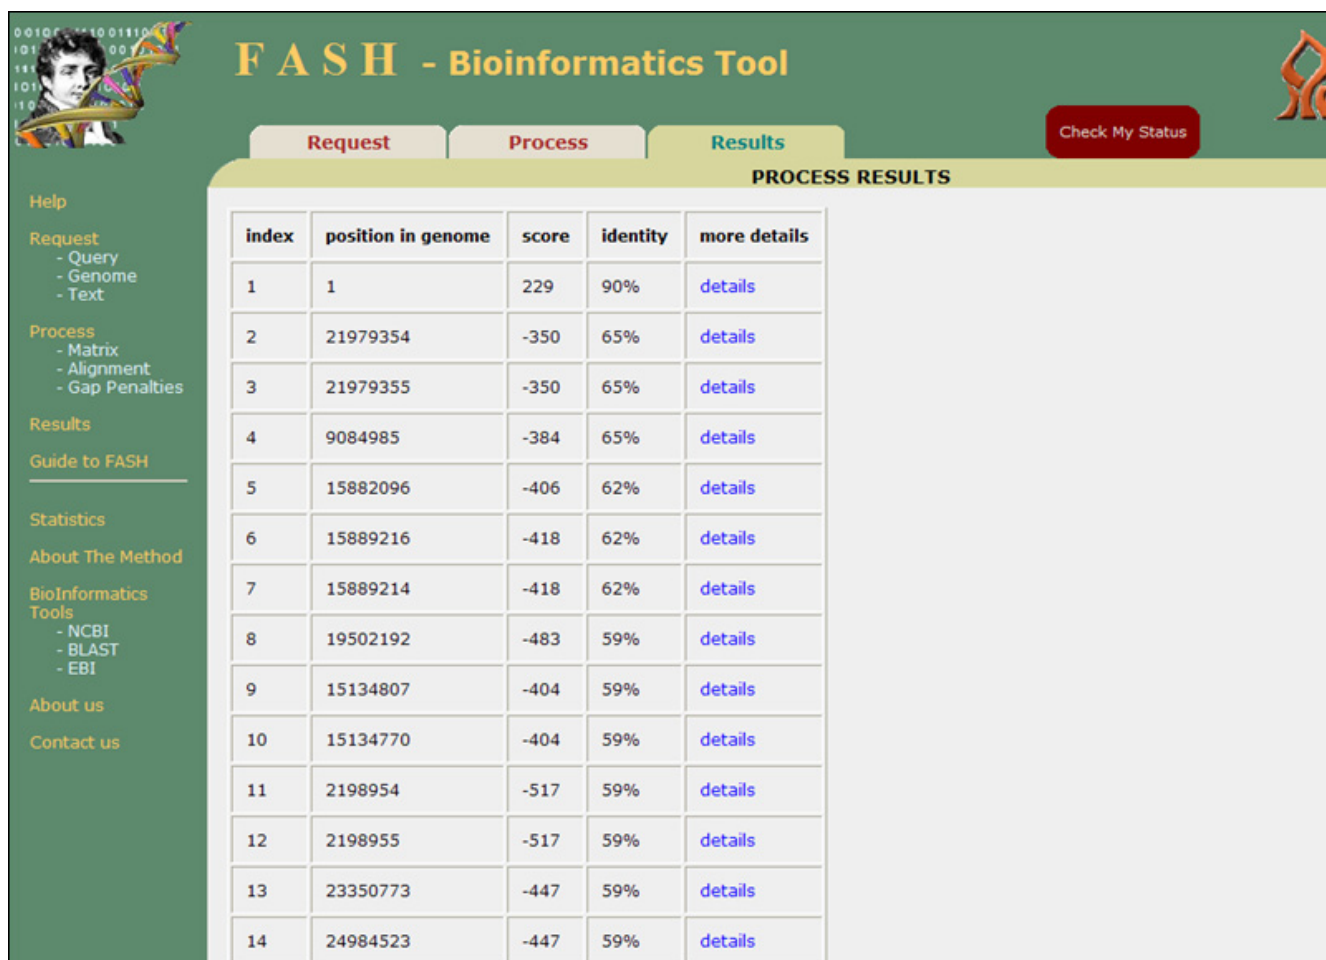 F A S H - Bioinformatics Tool
Request
Process
Results
Check My Status
PROCESS RESULTS
Help
Request
- Query
- Genome
- Text
Process
- Matrix
- Alignment
- Gap Penalties
Results
Guide to FASH
Statistics
About The Method
BioInformatics
Tools
- NCBI
- BLAST
- EBI
About us
Contact us
index position in genome score identity more details
1 1 229 90% details
2 21979354 -350 65% details
3 21979355 -350 65% details
4 9084985 -384 65% details
5 15882096 -406 62% details
6 15889216 -418 62% details
7 15889214 -418 62% details
8 19502192 -483 59% details
9 15134807 -404 59% details
10 15134770 -404 59% details
11 2198954 -517 59% details
12 2198955 -517 59% details
13 23350773 -447 59% details
14 24984523 -447 59% details